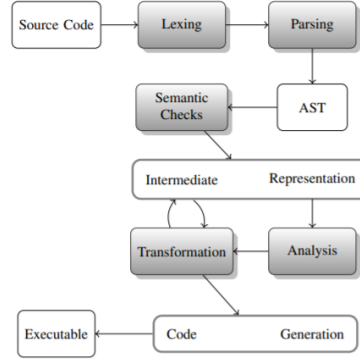 Source Code
Lexing
Parsing
Semantic
Checks
AST
Intermediate Representation
Transformation
Analysis
Executable
Code Generation